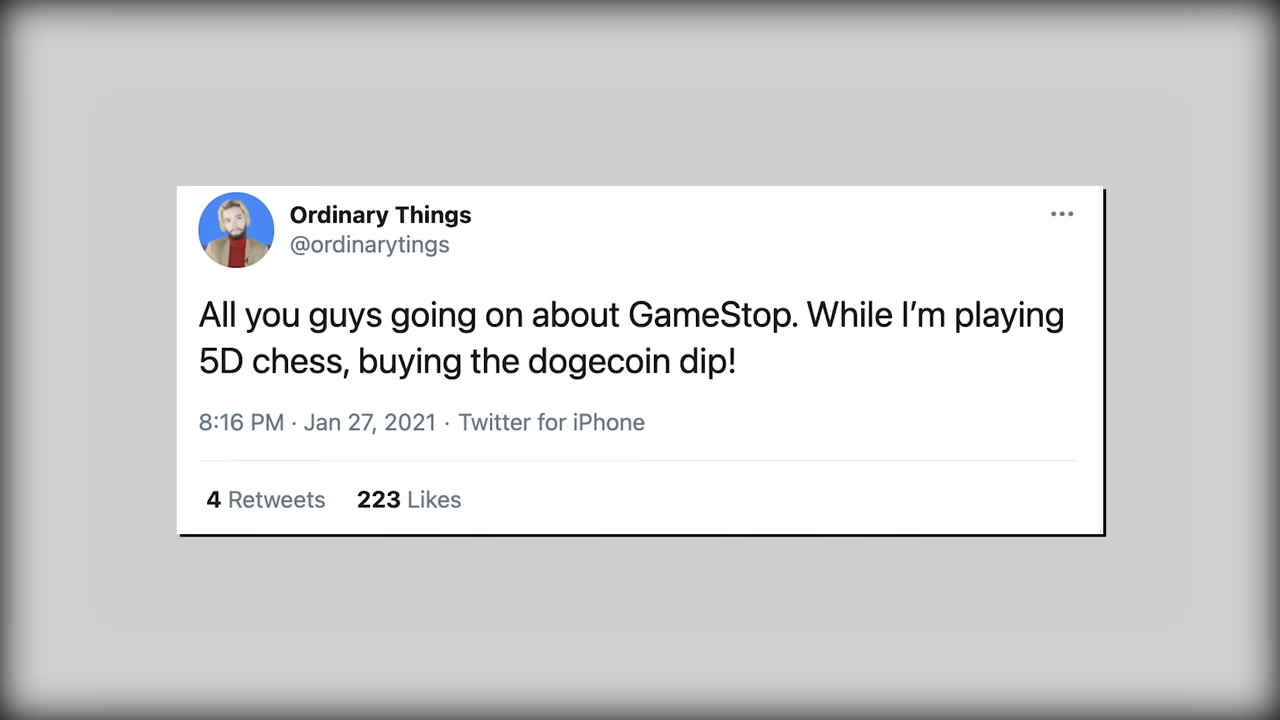 Ordinary Things
@ordinarytings
All you guys going on about GameStop. While I’m playing
5D chess, buying the dogecoin dip!
8:16 PM · Jan 27, 2021 · Twitter for iPhone
4 Retweets 223 Likes